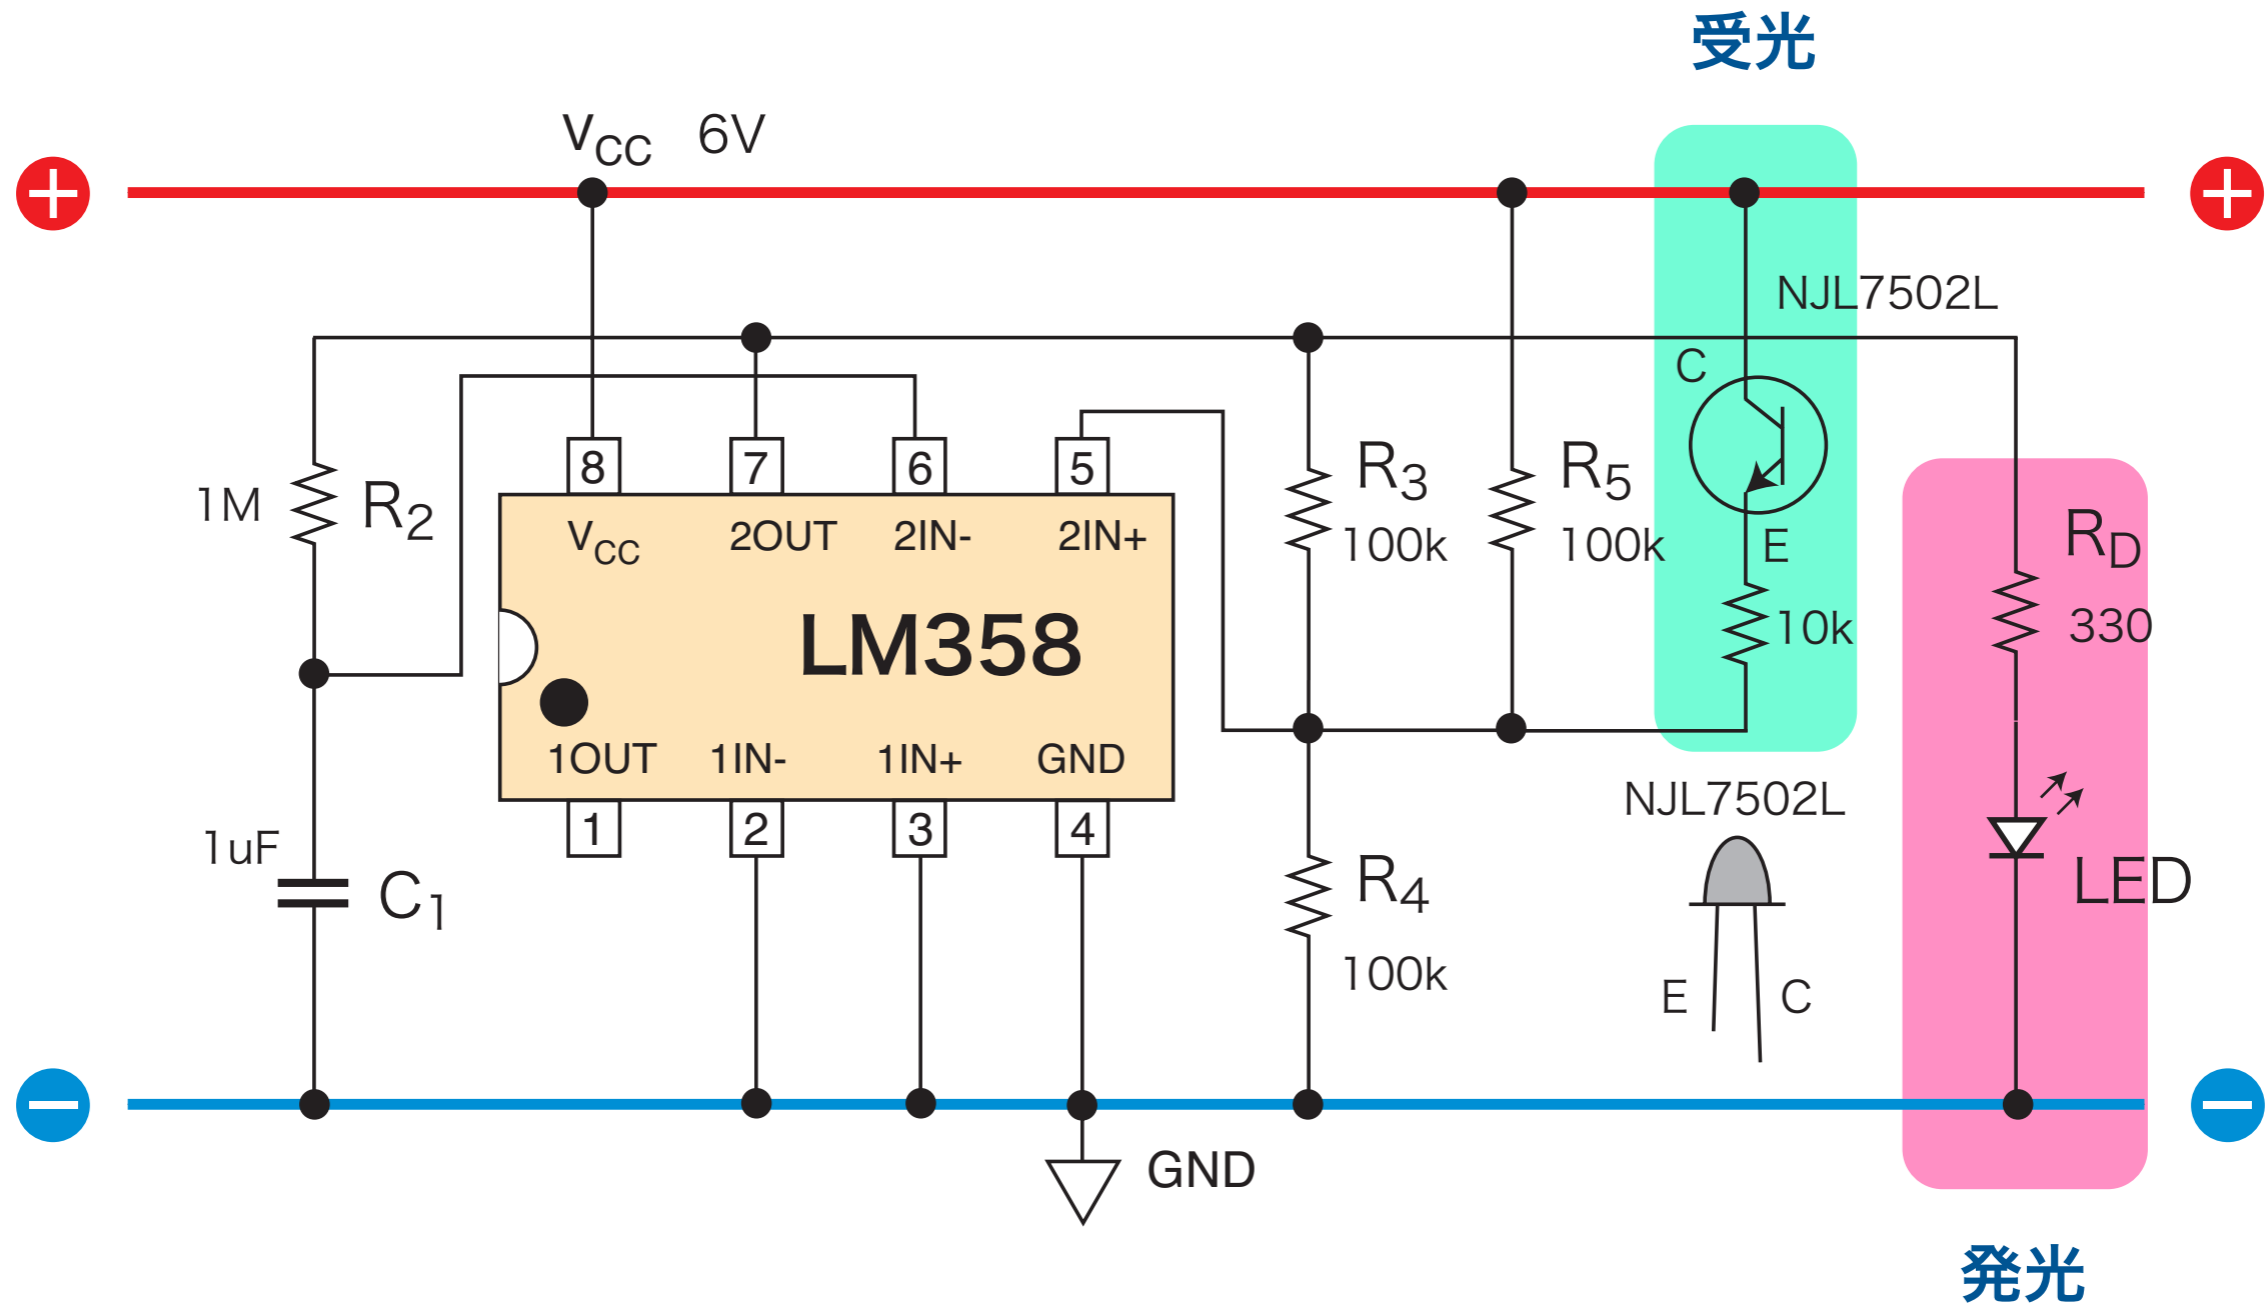 受光
VCC 6V
NJL7502L
C
8 7 6 5
R3
100k
R5
100k
E
10k
RD
330
1M
R2
VCC 2OUT 2IN- 2IN+
LM358
1OUT 1IN- 1IN+ GND
1 2 3 4
1uF
C1
R4
100k
NJL7502L
E C
LED
GND
発光